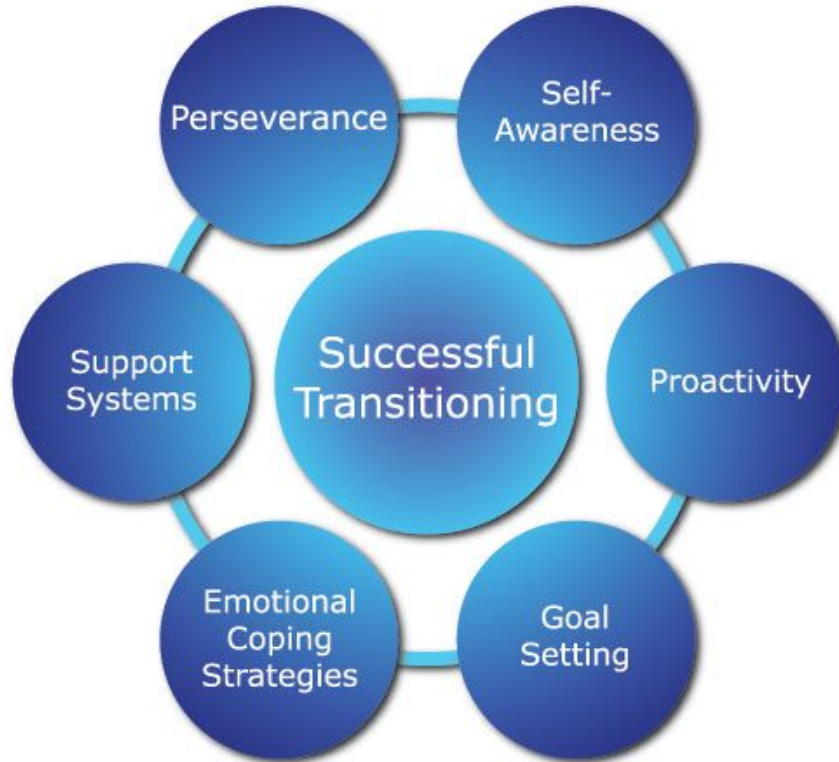 Perseverance
Self-
Awareness
Support
Systems
Successful
Transitioning
Proactivity
Emotional
Coping
Strategies
Goal
Setting